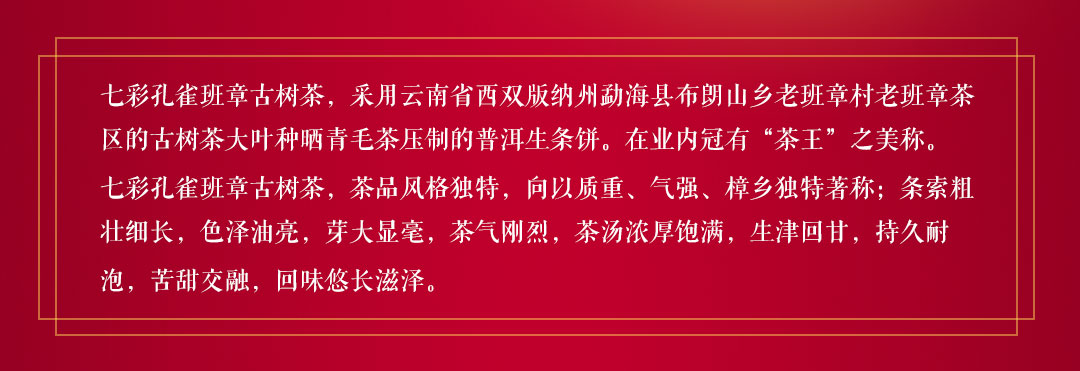 七彩孔雀班章古树茶，采用云南省西双版纳州勐海县布朗山乡老班章村老班章茶
区的古树茶大叶种晒青毛茶压制的普洱生条饼。在业内冠有“茶王”之美称。
七彩孔雀班章古树茶，茶品风格独特，向以质重、气强、樟乡独特著称；条索粗
壮细长，色泽油亮，芽大显毫，茶气刚烈，茶汤浓厚饱满，生津回甘，持久耐
泡，苦甜交融，回味悠长滋泽。